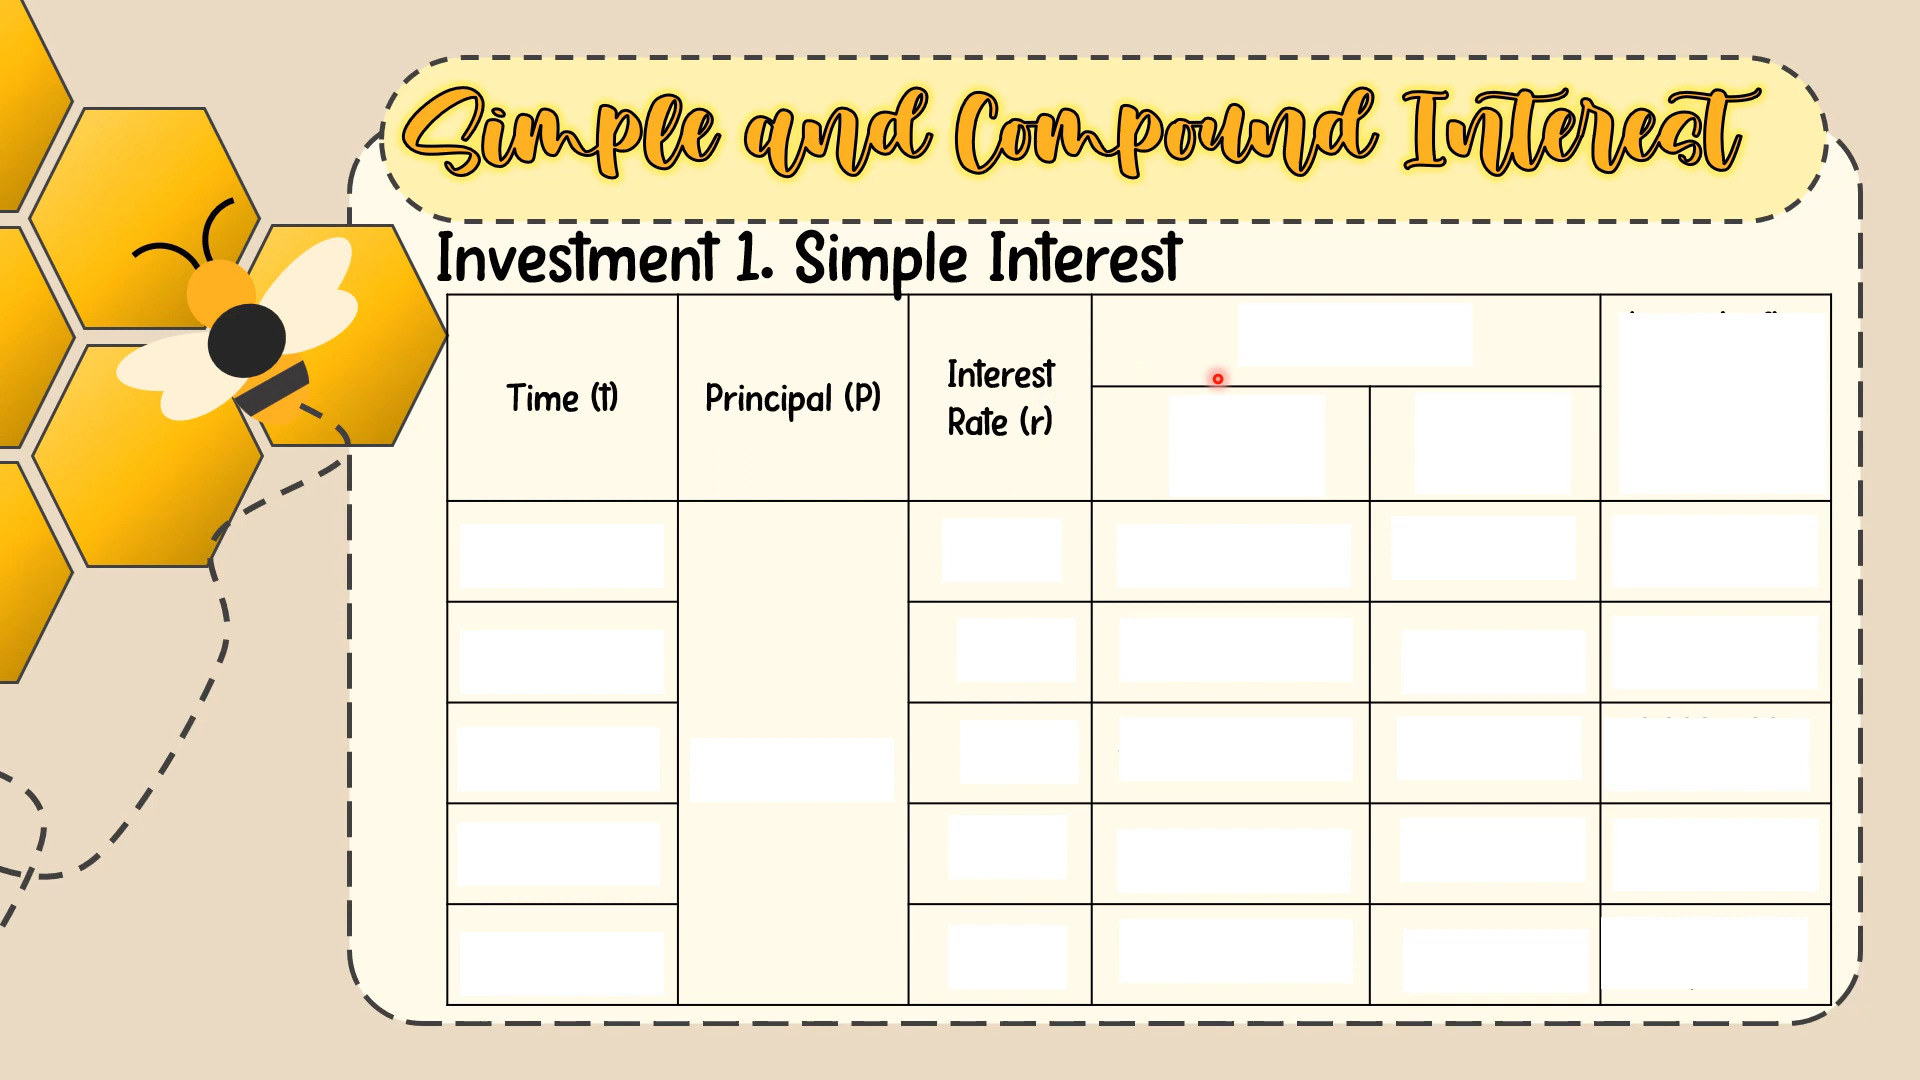 Simple and Compound Interest
Investment 1. Simple Interest
Time (t)
Principal (P)
Interest
Rate (r)